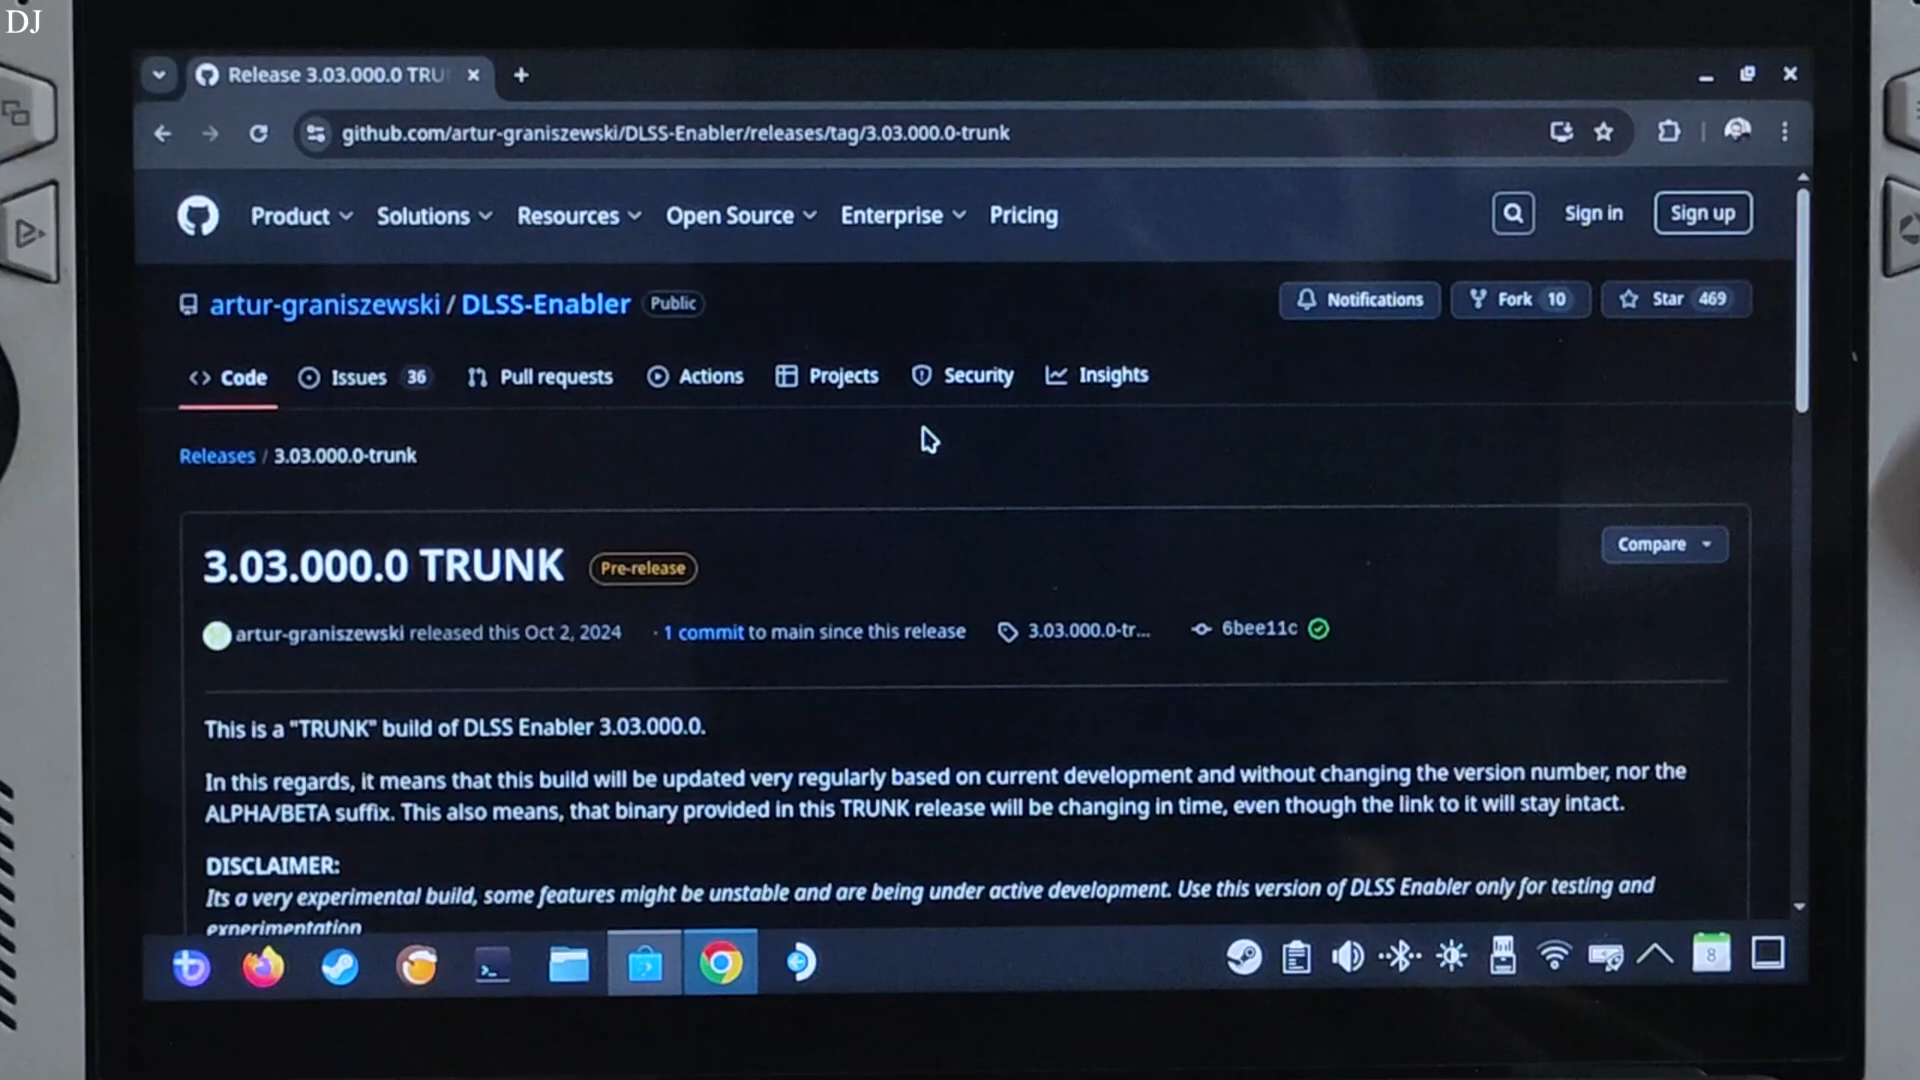 DJ
Release 3.03.000.0 TRU
github.com/artur-graniszewski/DLSS-Enabler/releases/tag/3.03.000.0-trunk
Product Solutions Resources Open Source Enterprise Pricing Sign in Sign up
artur-graniszewski / DLSS-Enabler Public Notifications Fork 10 Star 469
Code Issues 36 Pull requests Actions Projects Security Insights
Releases / 3.03.000.0-trunk
3.03.000.0 TRUNK Pre-release Compare
artur-graniszewski released this Oct 2, 2024 · 1 commit to main since this release 3.03.000.0-tr... 6bee11c
This is a "TRUNK" build of DLSS Enabler 3.03.000.0.
In this regards, it means that this build will be updated very regularly based on current development and without changing the version number, nor the
ALPHA/BETA suffix. This also means, that binary provided in this TRUNK release will be changing in time, even though the link to it will stay intact.
DISCLAIMER:
Its a very experimental build, some features might be unstable and are being under active development. Use this version of DLSS Enabler only for testing and
experimentation
8